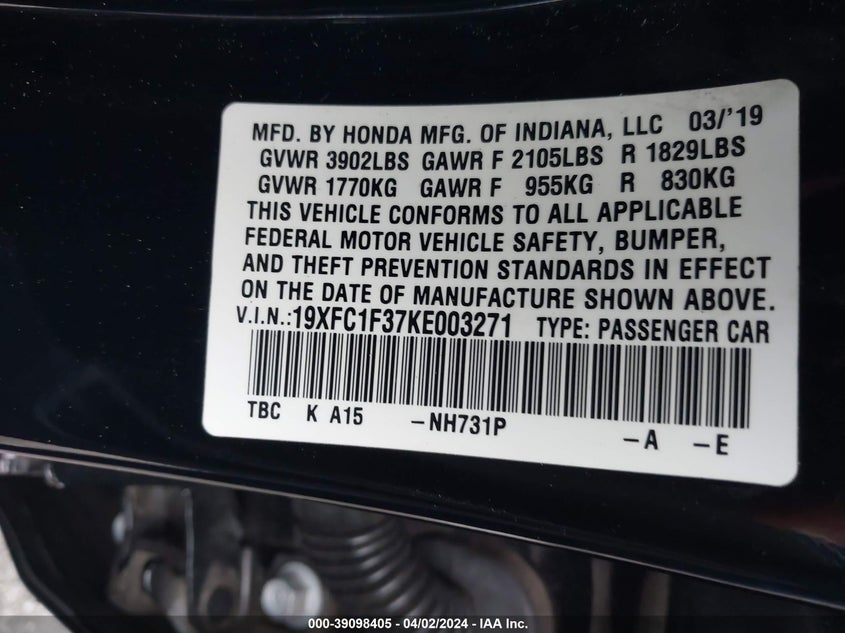 MFD. BY HONDA MFG. OF INDIANA, LLC 03/'19
GVWR 3902LBS GAWR F 2105LBS R 1829LBS
GVWR 1770KG GAWR F 955KG R 830KG
THIS VEHICLE CONFORMS TO ALL APPLICABLE
FEDERAL MOTOR VEHICLE SAFETY, BUMPER,
AND THEFT PREVENTION STANDARDS IN EFFECT
ON THE DATE OF MANUFACTURE SHOWN ABOVE.
V.I.N.:19XFC1F37KE003271 TYPE: PASSENGER CAR
TBC K A15 -NH731P -A -E
000-39098405 - 04/02/2024 - IAA Inc.